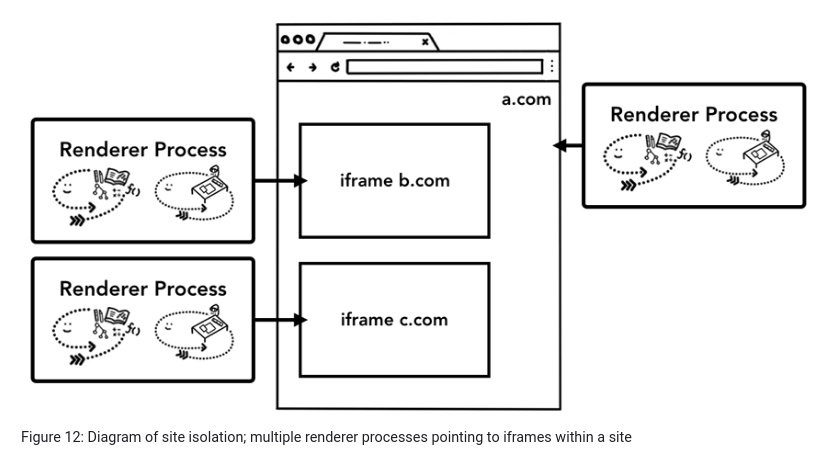 a.com
Renderer Process
f()
Renderer Process
f()
iframe b.com
Renderer Process
f()
iframe c.com
Figure 12: Diagram of site isolation; multiple renderer processes pointing to iframes within a site